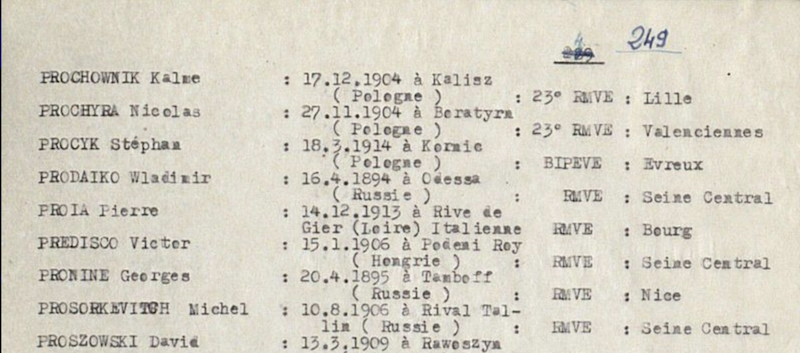 249
PROCHOWNIK Kalme : 17.12.1904 à Kalisz
( Pologne ) : 23e RMVE : Lille
PROCHYRA Nicolas : 27.11.1904 à Boratyrn
( Pologne ) : 23e RMVE : Valenciennes
PROCYK Stéphan : 18.3.1914 à Kornic
( Pologne ) : BIPEVE : Evreux
PRODAIKO Wladimir : 16.4.1894 à Odessa
( Russie ) : RMVE : Seine Central
PROIA Pierre : 14.12.1913 à Rive de
Gier (Loire) Italienne RMVE : Bourg
PREDISCO Victor : 15.1.1906 à Podeni Roy
( Hongrie ) : RMVE : Seine Central
PRONINE Georges : 20.4.1895 à Tamboff
( Russie ) : RMVE : Nice
PROSORKEVITCH Michel : 10.8.1906 à Rival Tal-
lin ( Russie ) : RMVE : Seine Central
PROSZOWSKI David : 13.3.1909 à Raweszyn